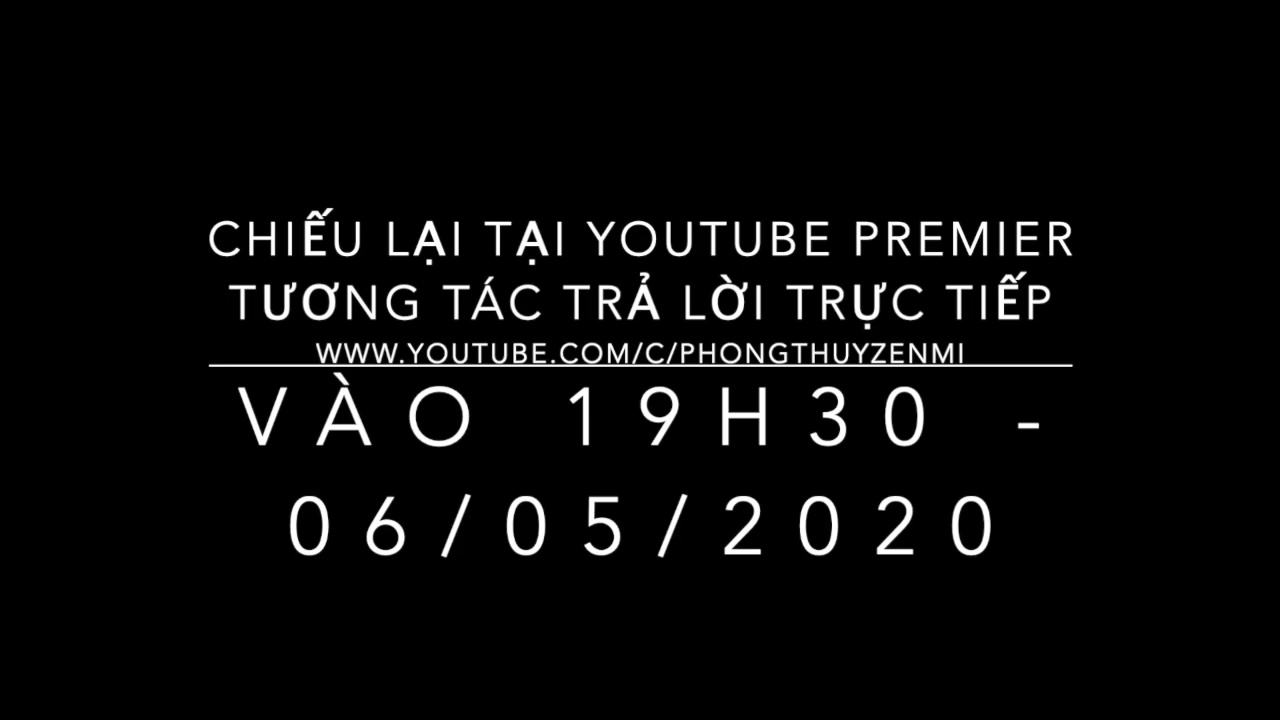 CHIẾU LẠI TẠI YOUTUBE PREMIER
TƯƠNG TÁC TRẢ LỜI TRỰC TIẾP
WWW.YOUTUBE.COM/C/PHONGTHUYZENMI
VÀO 19H30 -
06/05/2020